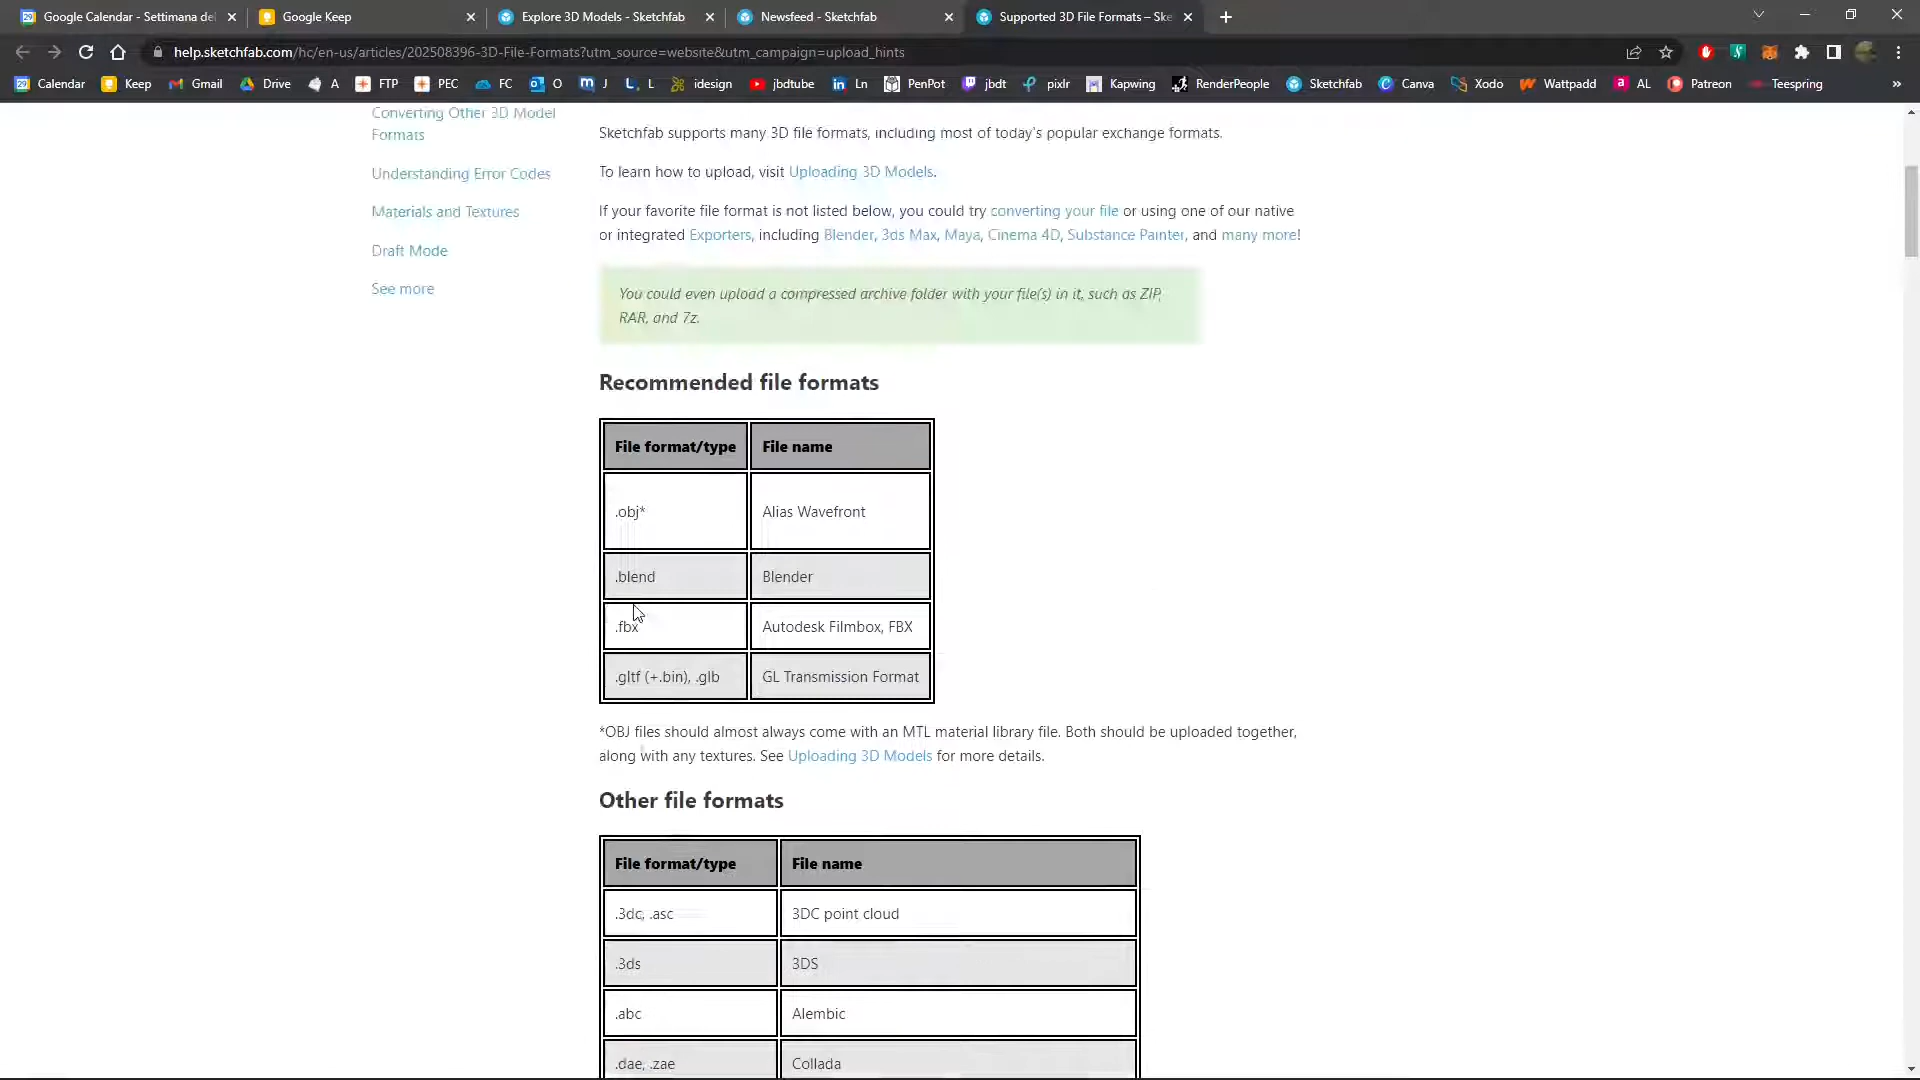 Google Calendar - Settimana de
Google Keep
Explore 3D Models - Sketchfab
Newsfeed - Sketchfab
Supported 3D File Formats – Ske
help.sketchfab.com/hc/en-us/articles/202508396-3D-File-Formats?utm_source=website&utm_campaign=upload_hints
Calendar Keep Gmail Drive A FTP PEC FC O J L idesign jbdtube Ln PenPot jbdt pixlr Kapwing RenderPeople Sketchfab Canva Xodo Wattpadd AL Patreon Teespring »
Converting Other 3D Model
Formats
Understanding Error Codes
Materials and Textures
Draft Mode
See more
Sketchfab supports many 3D file formats, including most of today's popular exchange formats.
To learn how to upload, visit Uploading 3D Models.
If your favorite file format is not listed below, you could try converting your file or using one of our native
or integrated Exporters, including Blender, 3ds Max, Maya, Cinema 4D, Substance Painter, and many more!
You could even upload a compressed archive folder with your file(s) in it, such as ZIP,
RAR, and 7z.
Recommended file formats
File format/type File name
.obj* Alias Wavefront
.blend Blender
.fbx Autodesk Filmbox, FBX
.gltf (+.bin), .glb GL Transmission Format
*OBJ files should almost always come with an MTL material library file. Both should be uploaded together,
along with any textures. See Uploading 3D Models for more details.
Other file formats
File format/type File name
.3dc, .asc 3DC point cloud
.3ds 3DS
.abc Alembic
.dae, .zae Collada